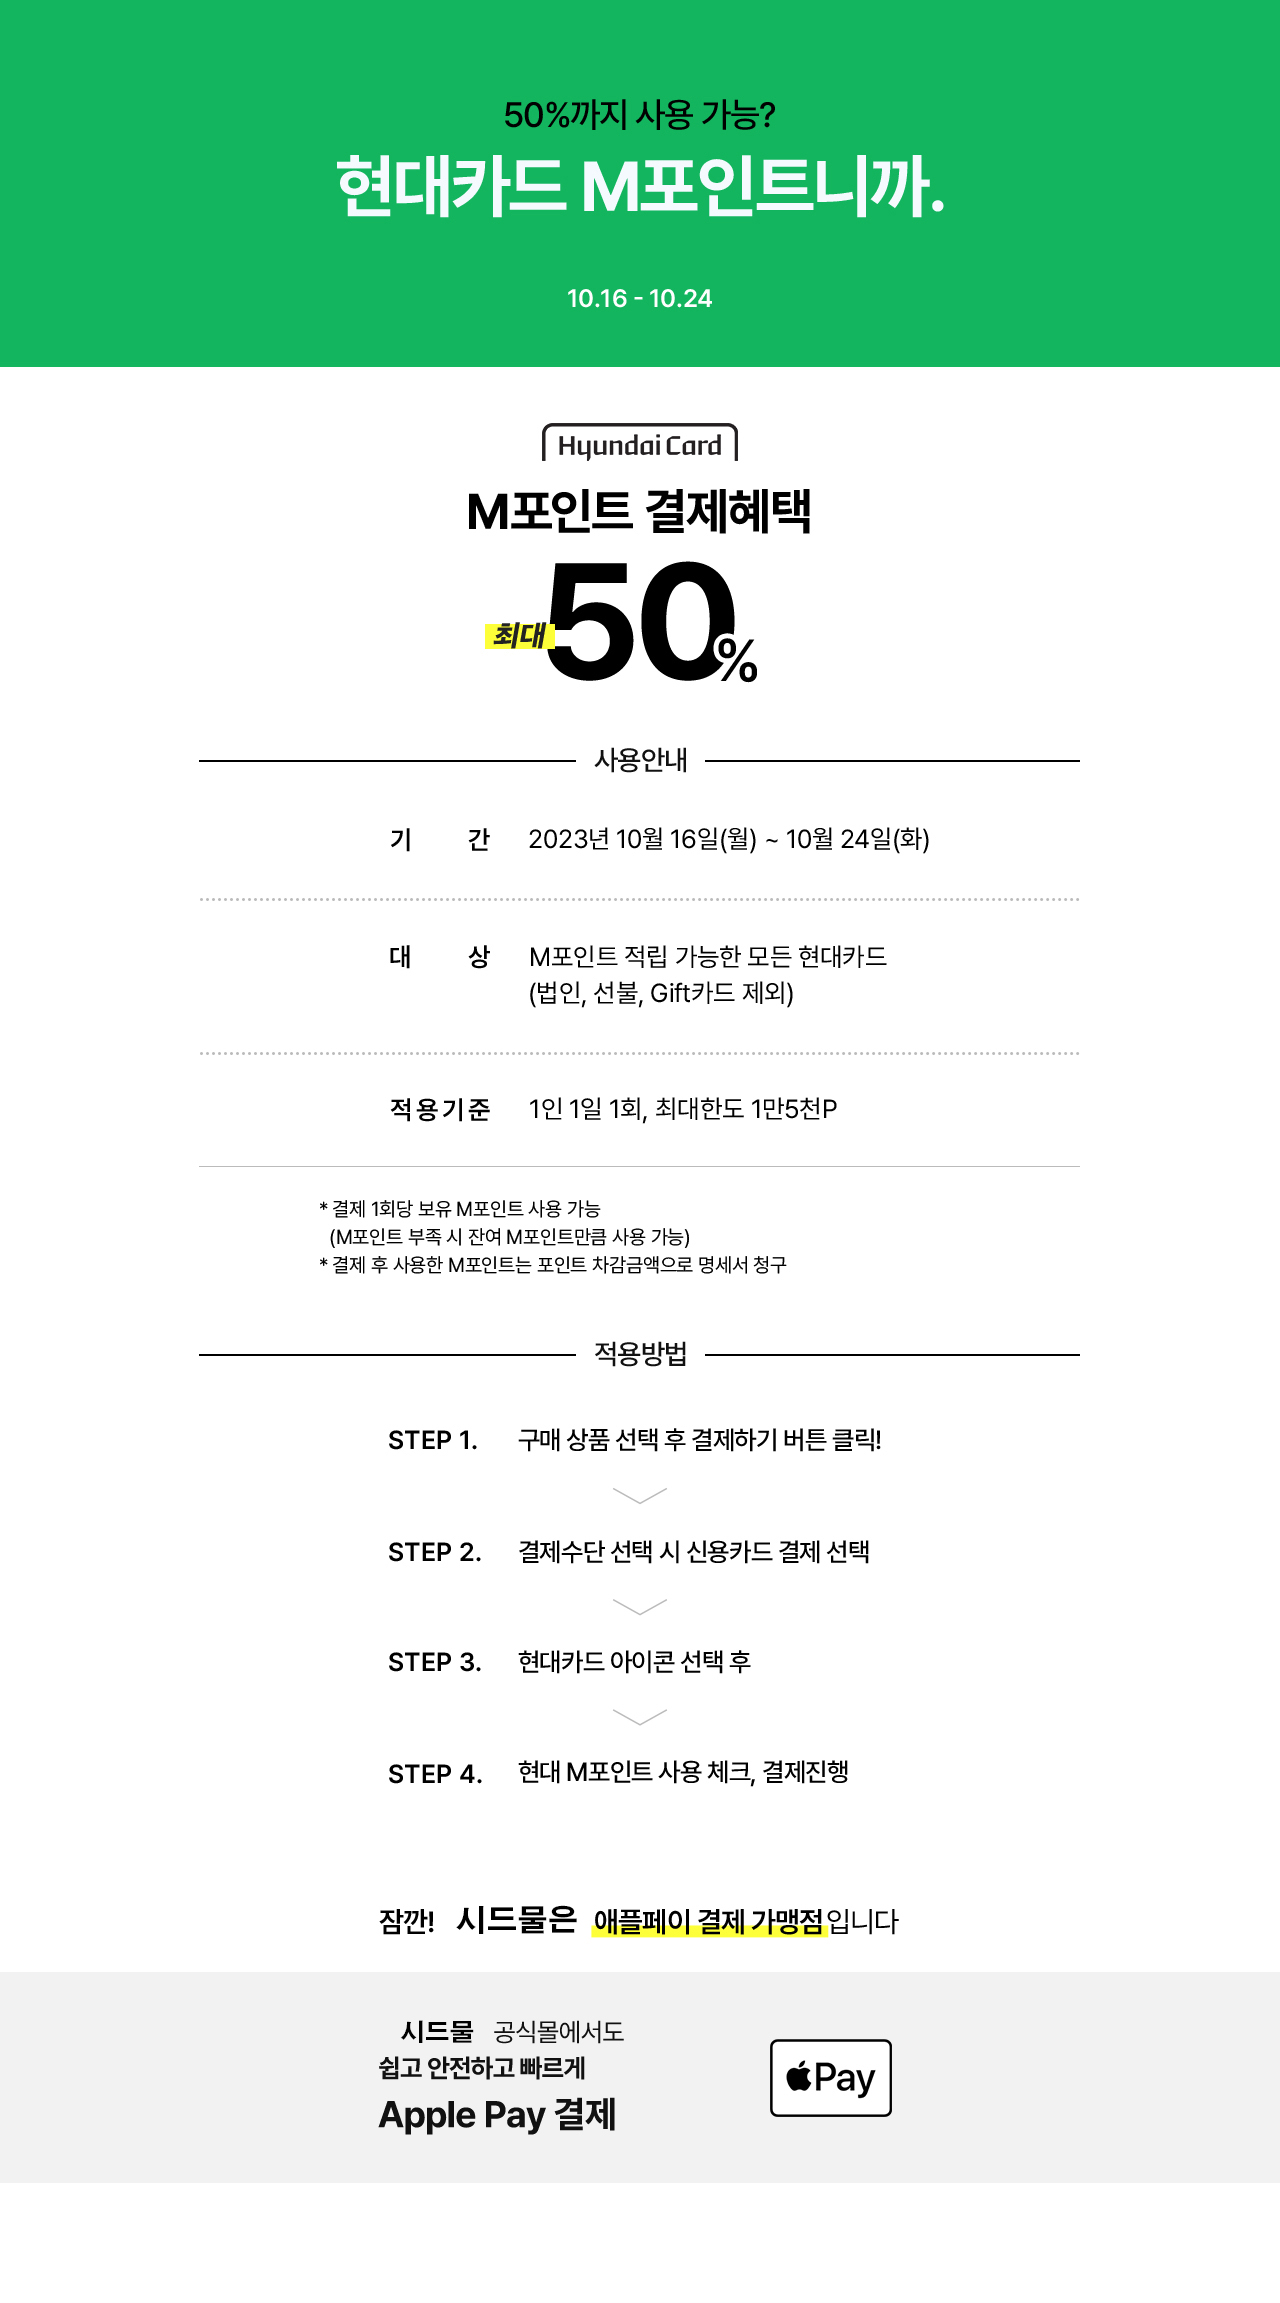 50%까지 사용 가능?
현대카드 M포인트니까.
10.16 - 10.24
Hyundai Card
M포인트 결제혜택
최대 50%
사용안내
기 간 2023년 10월 16일(월) ~ 10월 24일(화)
대 상 M포인트 적립 가능한 모든 현대카드
(법인, 선불, Gift카드 제외)
적용기준 1인 1일 1회, 최대한도 1만5천P
* 결제 1회당 보유 M포인트 사용 가능
(M포인트 부족 시 잔여 M포인트만큼 사용 가능)
* 결제 후 사용한 M포인트는 포인트 차감금액으로 명세서 청구
적용방법
STEP 1. 구매 상품 선택 후 결제하기 버튼 클릭!
STEP 2. 결제수단 선택 시 신용카드 결제 선택
STEP 3. 현대카드 아이콘 선택 후
STEP 4. 현대 M포인트 사용 체크, 결제진행
잠깐! 시드물은 애플페이 결제 가맹점입니다
시드물 공식몰에서도
쉽고 안전하고 빠르게
Apple Pay 결제
Pay